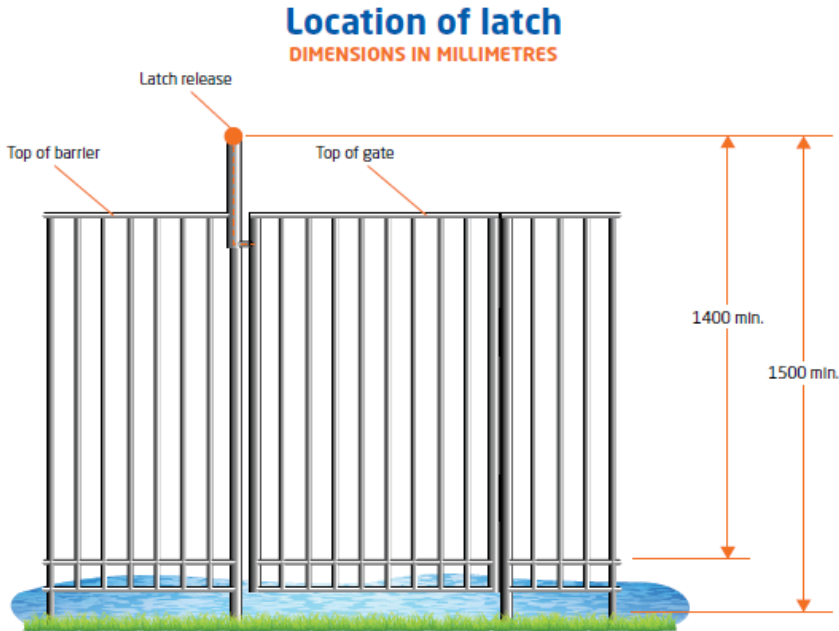 Location of latch
DIMENSIONS IN MILLIMETRES
Latch release
Top of barrier
Top of gate
1400 min.
1500 min.